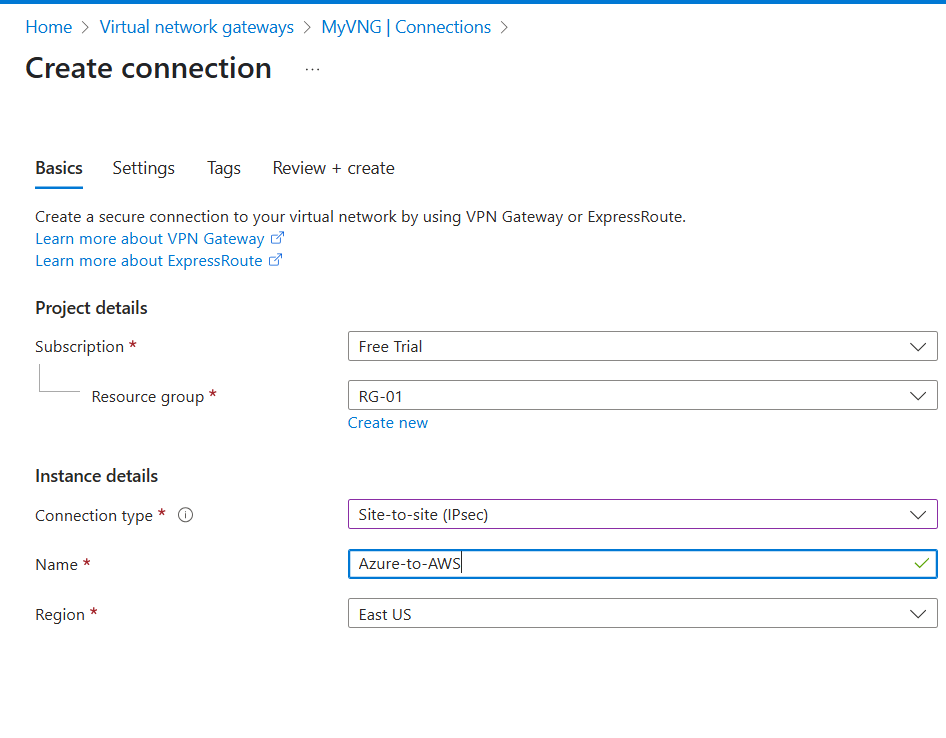 Home > Virtual network gateways > MyVNG | Connections >
Create connection ...
Basics Settings Tags Review + create
Create a secure connection to your virtual network by using VPN Gateway or ExpressRoute.
Learn more about VPN Gateway
Learn more about ExpressRoute
Project details
Subscription * Free Trial
Resource group * RG-01
Create new
Instance details
Connection type * Site-to-site (IPsec)
Name * Azure-to-AWS
Region * East US